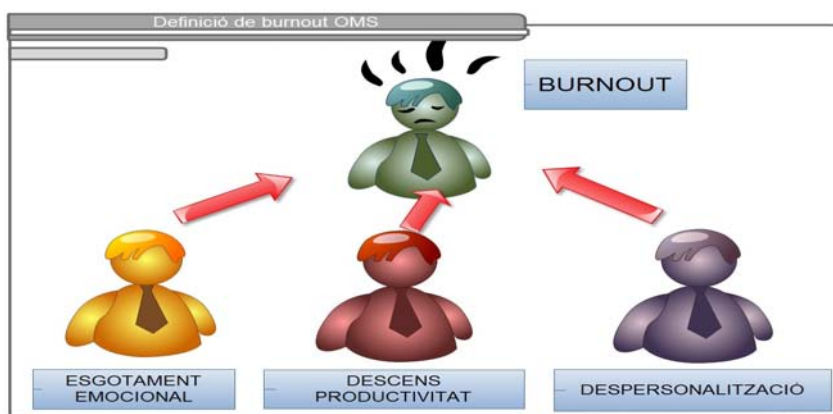 Definició de burnout OMS
BURNOUT
ESGOTAMENT
EMOCIONAL
DESCENS
PRODUCTIVITAT
DESPERSONALITZACIÓ